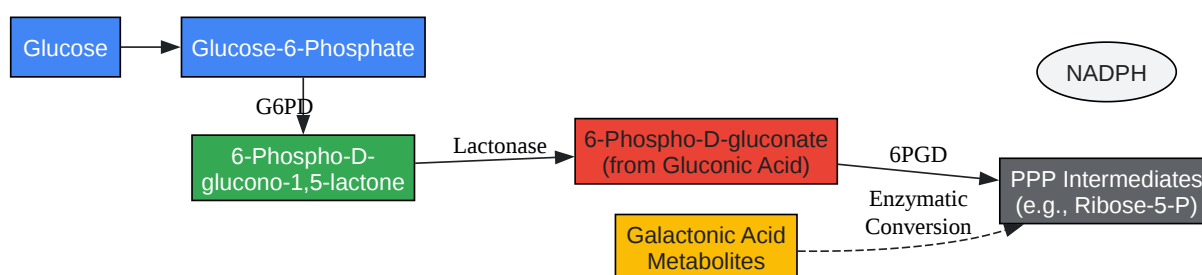 Glucose
Glucose-6-Phosphate
NADPH
G6PD
6-Phospho-D-
glucono-1,5-lactone
Lactonase
6-Phospho-D-gluconate
(from Gluconic Acid)
6PGD
PPP Intermediates
(e.g., Ribose-5-P)
Enzymatic
Conversion
Galactonic Acid
Metabolites